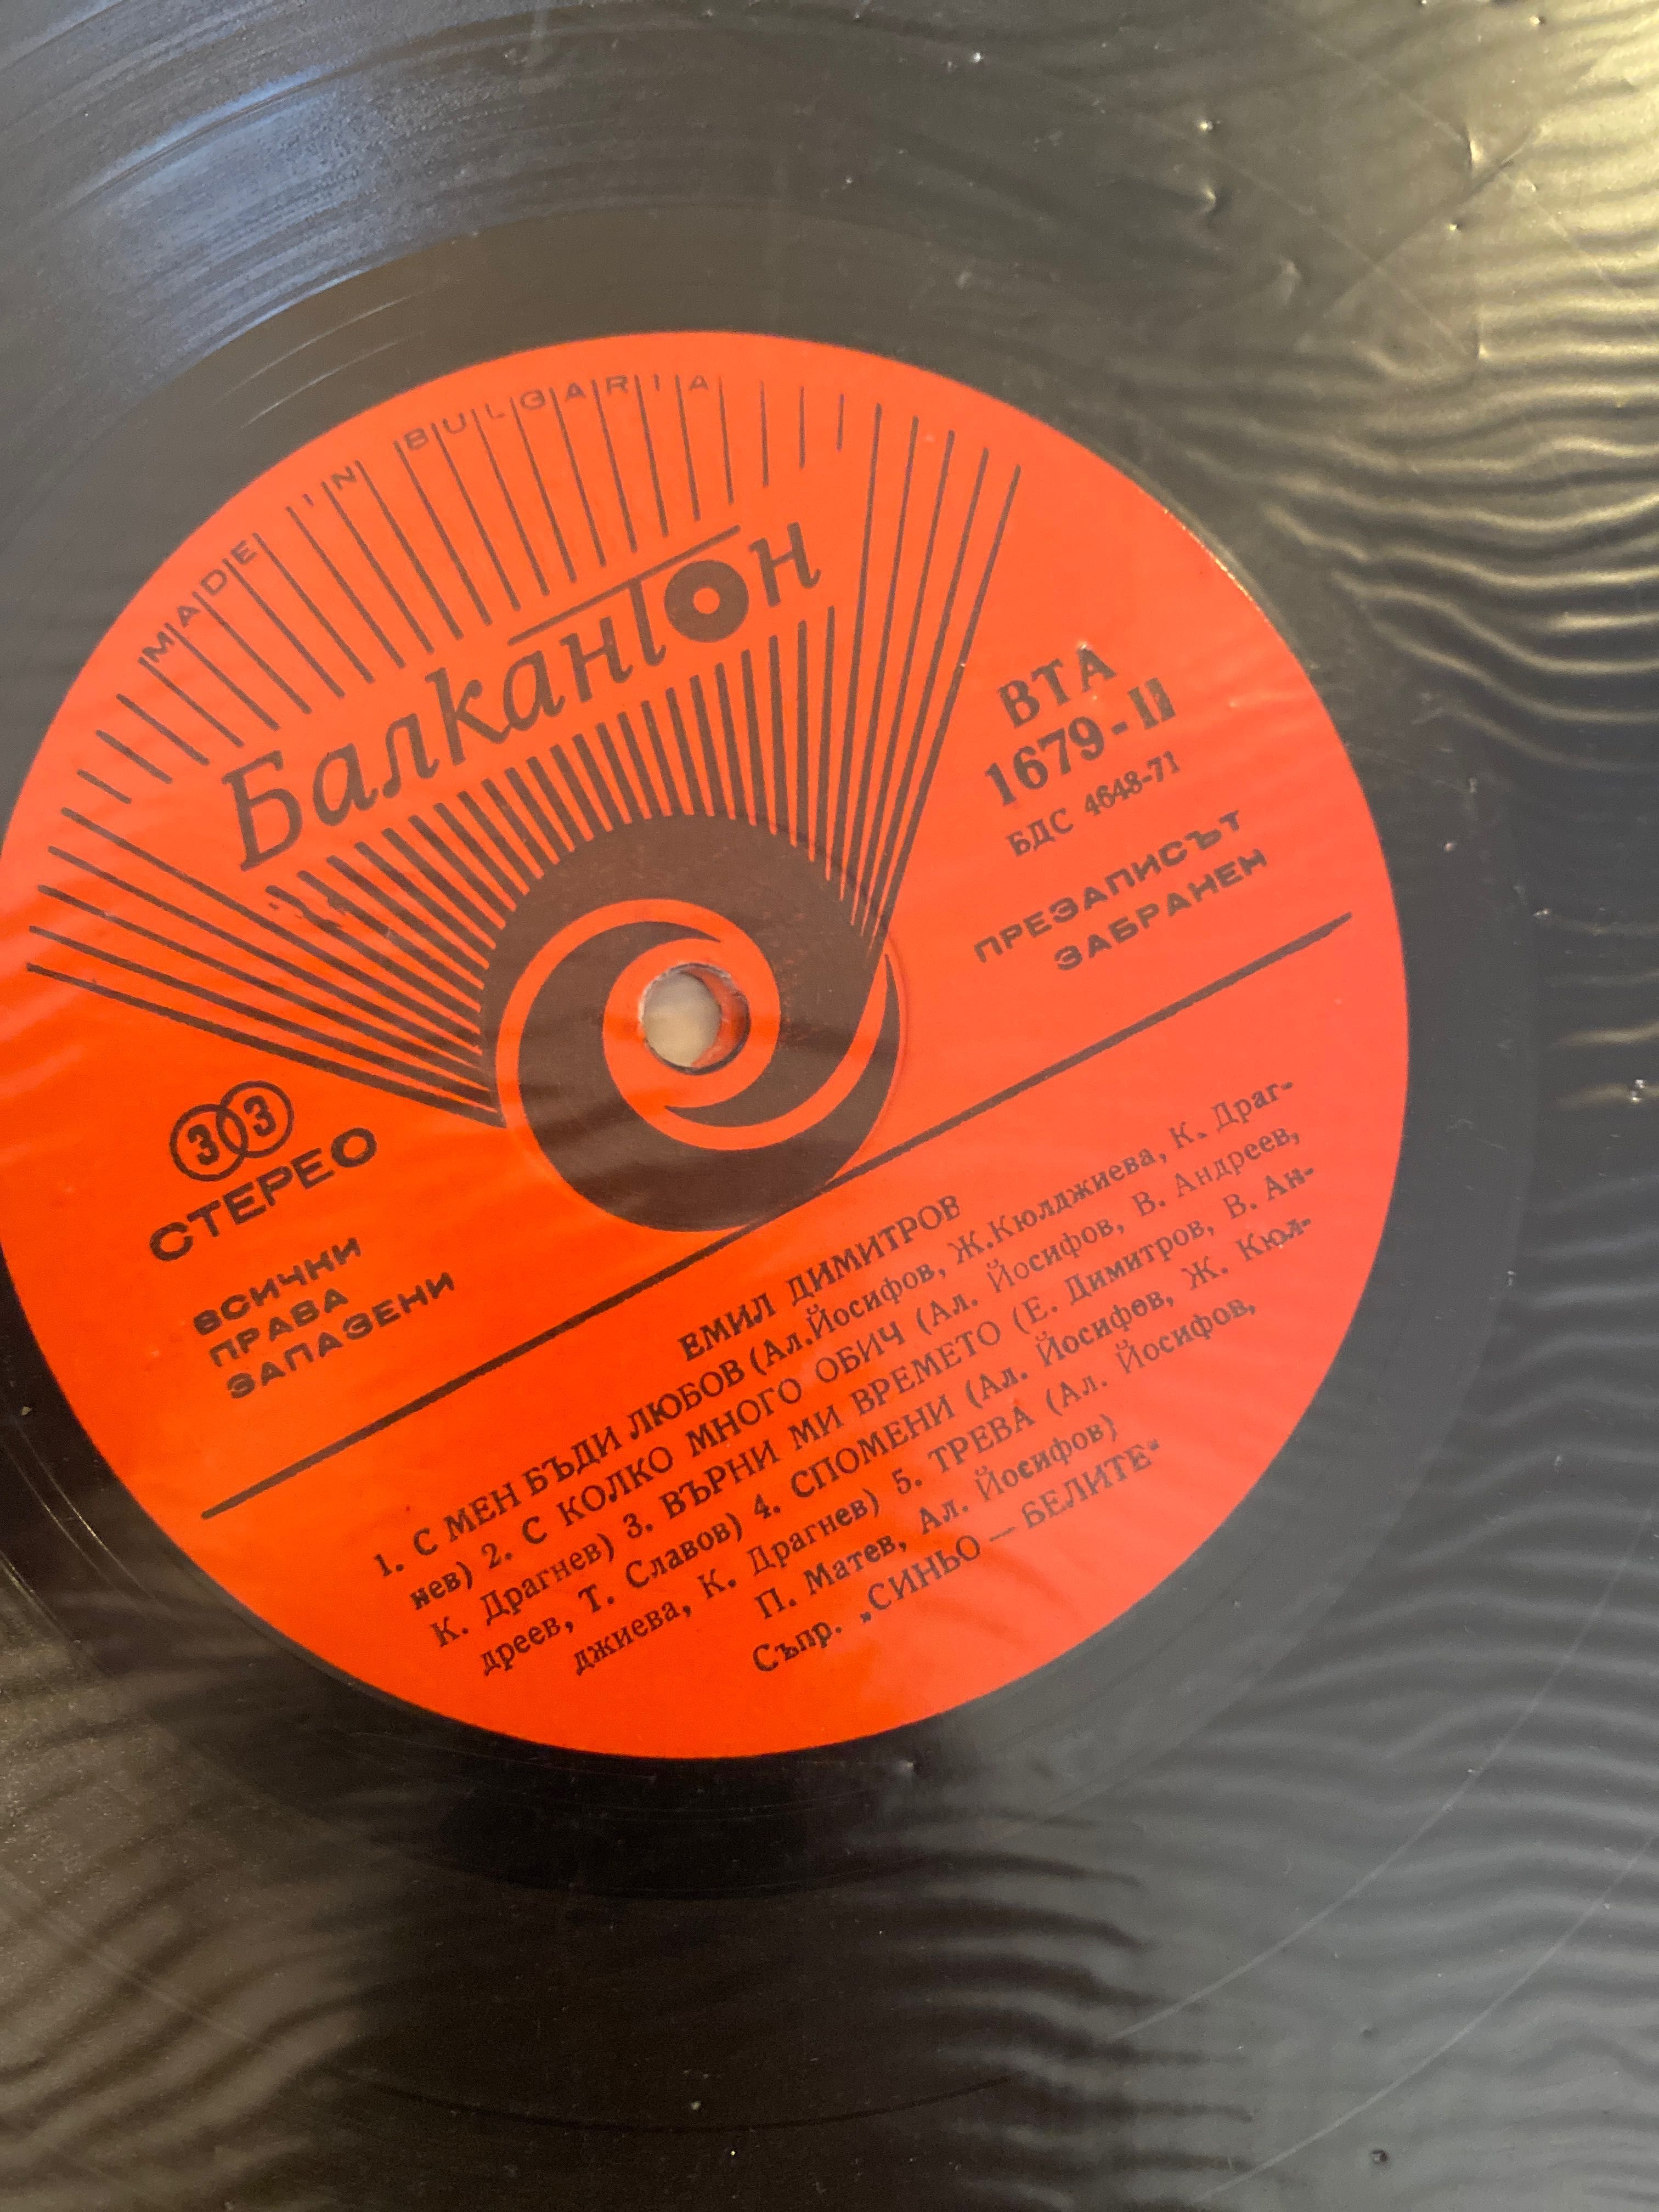 MADE IN BULGARIA
Балкантон
ВТА
1679-II
БДС 4648-71
ПРЕЗАПИСЪТ
ЗАБРАНЕН
33
СТЕРЕО
ВСИЧКИ
ПРАВА
ЗАПАЗЕНИ
ЕМИЛ ДИМИТРОВ
1. С МЕН БЪДИ ЛЮБОВ (Ал.Йосифов, Ж.Кюлджиева, К. Драг-
нев) 2. С КОЛКО МНОГО ОБИЧ (Ал. Йосифов, В. Андреев,
К. Драгнев) 3. ВЪРНИ МИ ВРЕМЕТО (Е. Димитров, В. Ан-
дреев, Т. Славов) 4. СПОМЕНИ (Ал. Йосифов, Ж. Кюл-
джиева, К. Драгнев) 5. ТРЕВА (Ал. Йосифов,
П. Матев, Ал. Йосифов)
Съпр. „СИНЬО — БЕЛИТЕ“